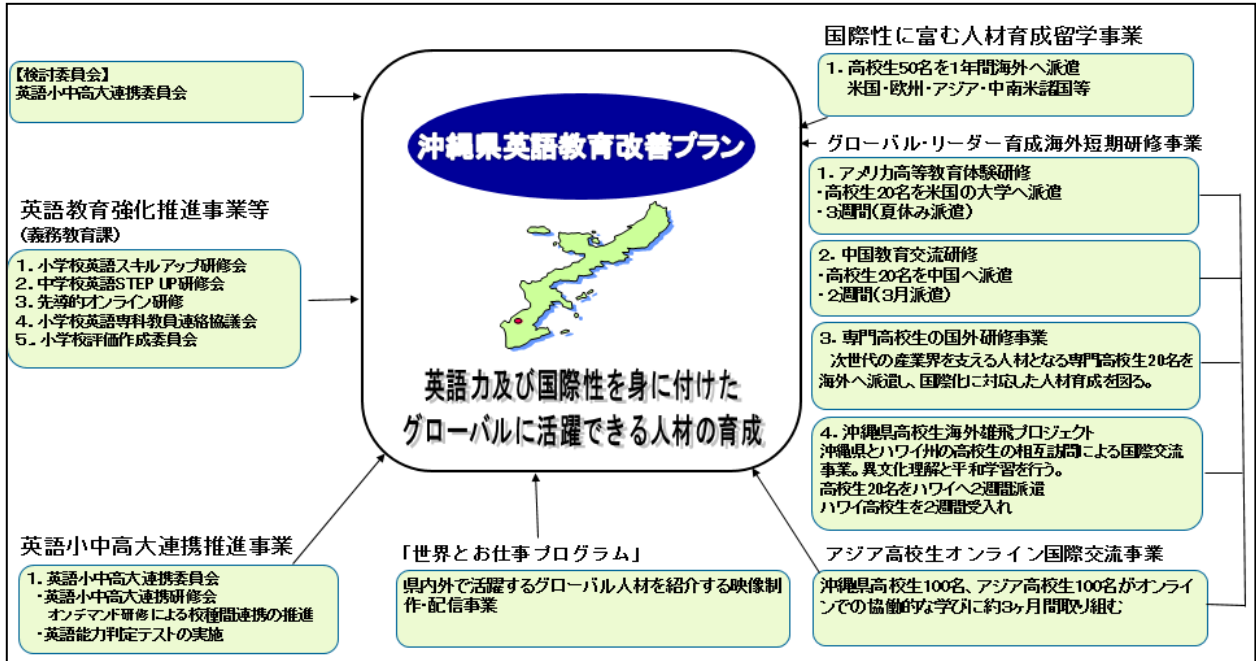 【検討委員会】
英語小中高大連携委員会
英語教育強化推進事業等
(義務教育課)
1. 小学校英語スキルアップ研修会
2. 中学校英語STEP UP研修会
3. 先導的オンライン研修
4. 小学校英語専科教員連絡協議会
5. 小学校評価作成委員会
英語小中高大連携推進事業
1. 英語小中高大連携委員会
・英語小中高大連携研修会
オンデマンド研修による校種間連携の推進
・英語能力判定テストの実施
沖縄県英語教育改善プラン
英語力及び国際性を身に付けた
グローバルに活躍できる人材の育成
「世界とお仕事プログラム」
県内外で活躍するグローバル人材を紹介する映像制
作・配信事業
国際性に富む人材育成留学事業
1. 高校生50名を1年間海外へ派遣
米国・欧州・アジア・中南米諸国等
グローバル・リーダー育成海外短期研修事業
1. アメリカ高等教育体験研修
・高校生20名を米国の大学へ派遣
・3週間(夏休み派遣)
2. 中国教育交流研修
・高校生20名を中国へ派遣
・2週間(3月派遣)
3. 専門高校生の国外研修事業
次世代の産業界を支える人材となる専門高校生20名を
海外へ派遣し、国際化に対応した人材育成を図る。
4. 沖縄県高校生海外雄飛プロジェクト
沖縄県とハワイ州の高校生の相互訪問による国際交流
事業。異文化理解と平和学習を行う。
高校生20名をハワイへ2週間派遣
ハワイ高校生を2週間受入れ
アジア高校生オンライン国際交流事業
沖縄県高校生100名、アジア高校生100名がオンライ
ンでの協働的な学びに約3ヶ月間取り組む